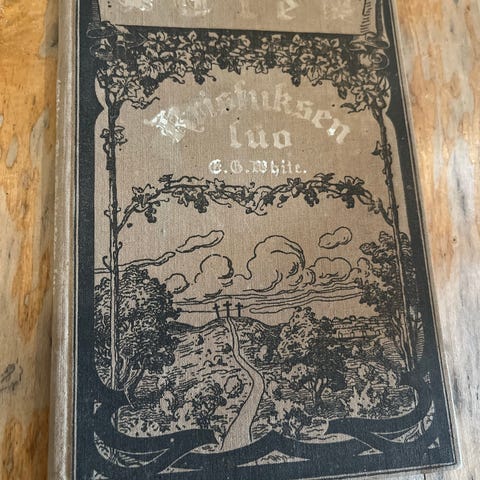 Kristuksen
luo
E. G. White.